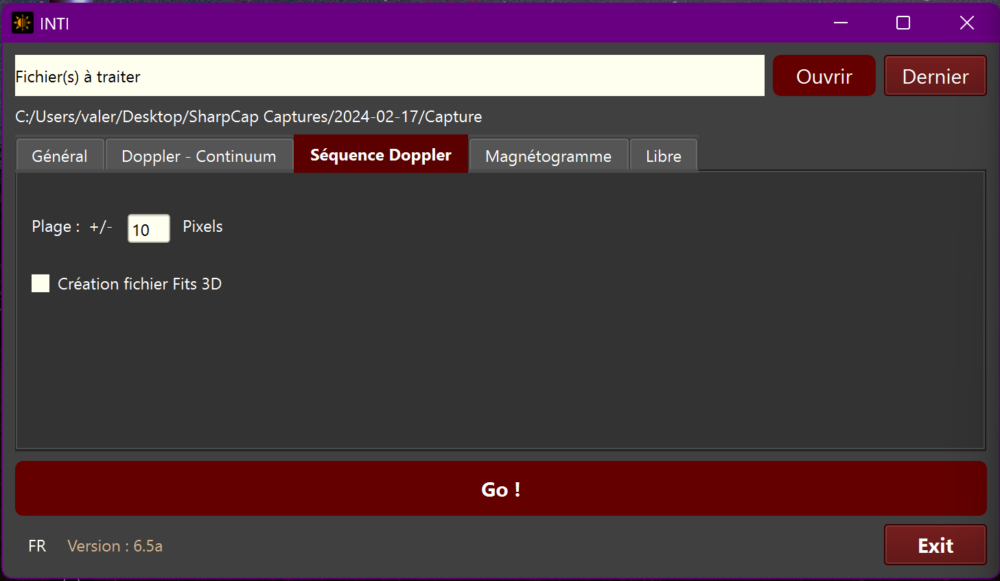 INTI
Fichier(s) à traiter
Ouvrir
Dernier
C:/Users/valer/Desktop/SharpCap Captures/2024-02-17/Capture
Général
Doppler - Continuum
Séquence Doppler
Magnétogramme
Libre
Plage : +/- 10 Pixels
Création fichier Fits 3D
Go !
FR
Version : 6.5a
Exit